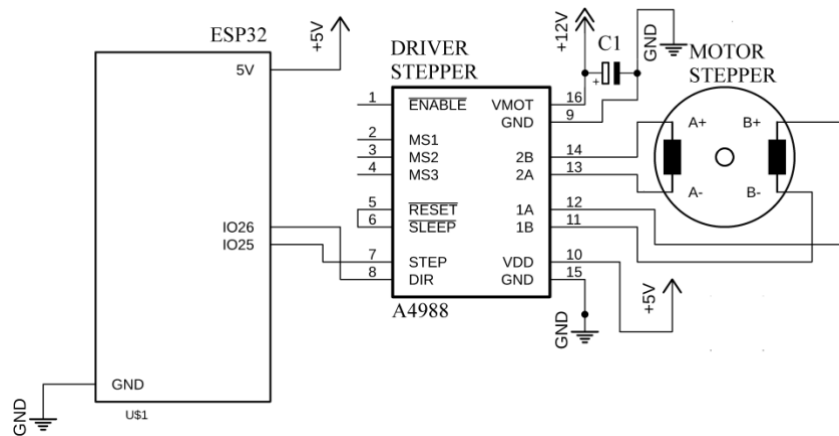 ESP32
+5V
5V
IO26
IO25
GND
GND
U$1
DRIVER
STEPPER
1
ENABLE
2
MS1
3
MS2
4
MS3
5
RESET
6
SLEEP
7
STEP
8
DIR
VMOT
16
GND
9
2B
14
2A
13
1A
12
1B
11
VDD
10
GND
15
A4988
+12V
C1
+
GND
GND
+5V
MOTOR
STEPPER
A+
B+
A-
B-